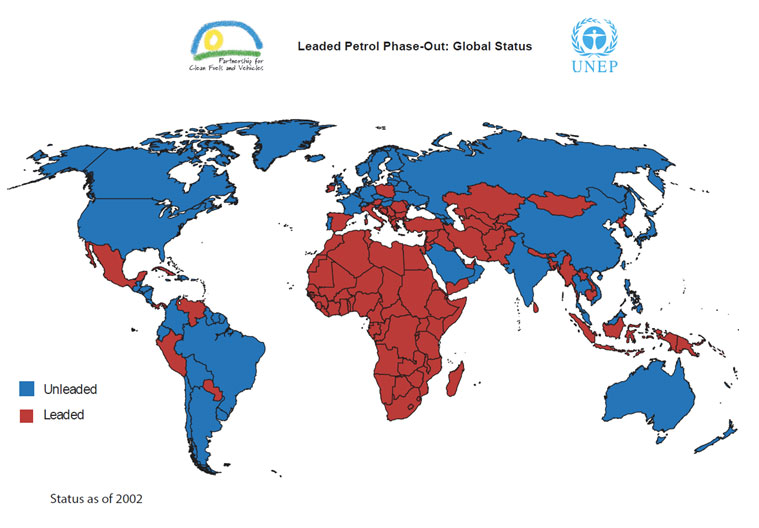 Leaded Petrol Phase-Out: Global Status
Partnership for
Clean Fuels and Vehicles
UNEP
Unleaded
Leaded
Status as of 2002